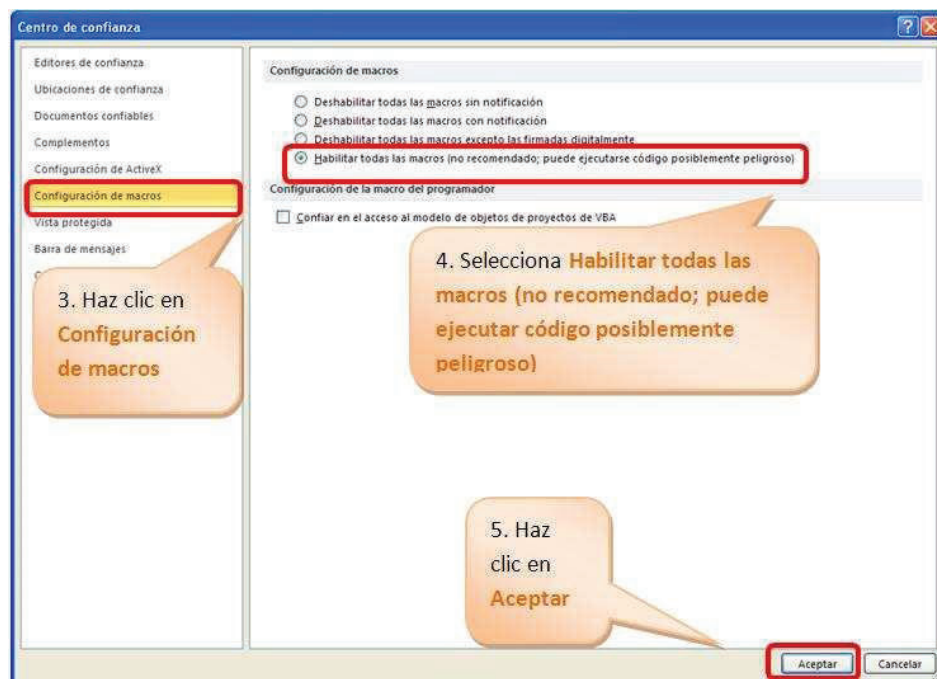 Centro de confianza
Editores de confianza
Ubicaciones de confianza
Documentos confiables
Complementos
Configuración de ActiveX
Configuración de macros
Vista protegida
Barra de mensajes
3. Haz clic en
Configuración
de macros
Configuración de macros
Deshabilitar todas las macros sin notificación
Deshabilitar todas las macros con notificación
Deshabilitar todas las macros excepto las firmadas digitalmente
Habilitar todas las macros (no recomendado; puede ejecutarse código posiblemente peligroso)
Configuración de la macro del programador
Confiar en el acceso al modelo de objetos de proyectos de VBA
4. Selecciona Habilitar todas las
macros (no recomendado; puede
ejecutar código posiblemente
peligroso)
5. Haz
clic en
Aceptar
Aceptar
Cancelar